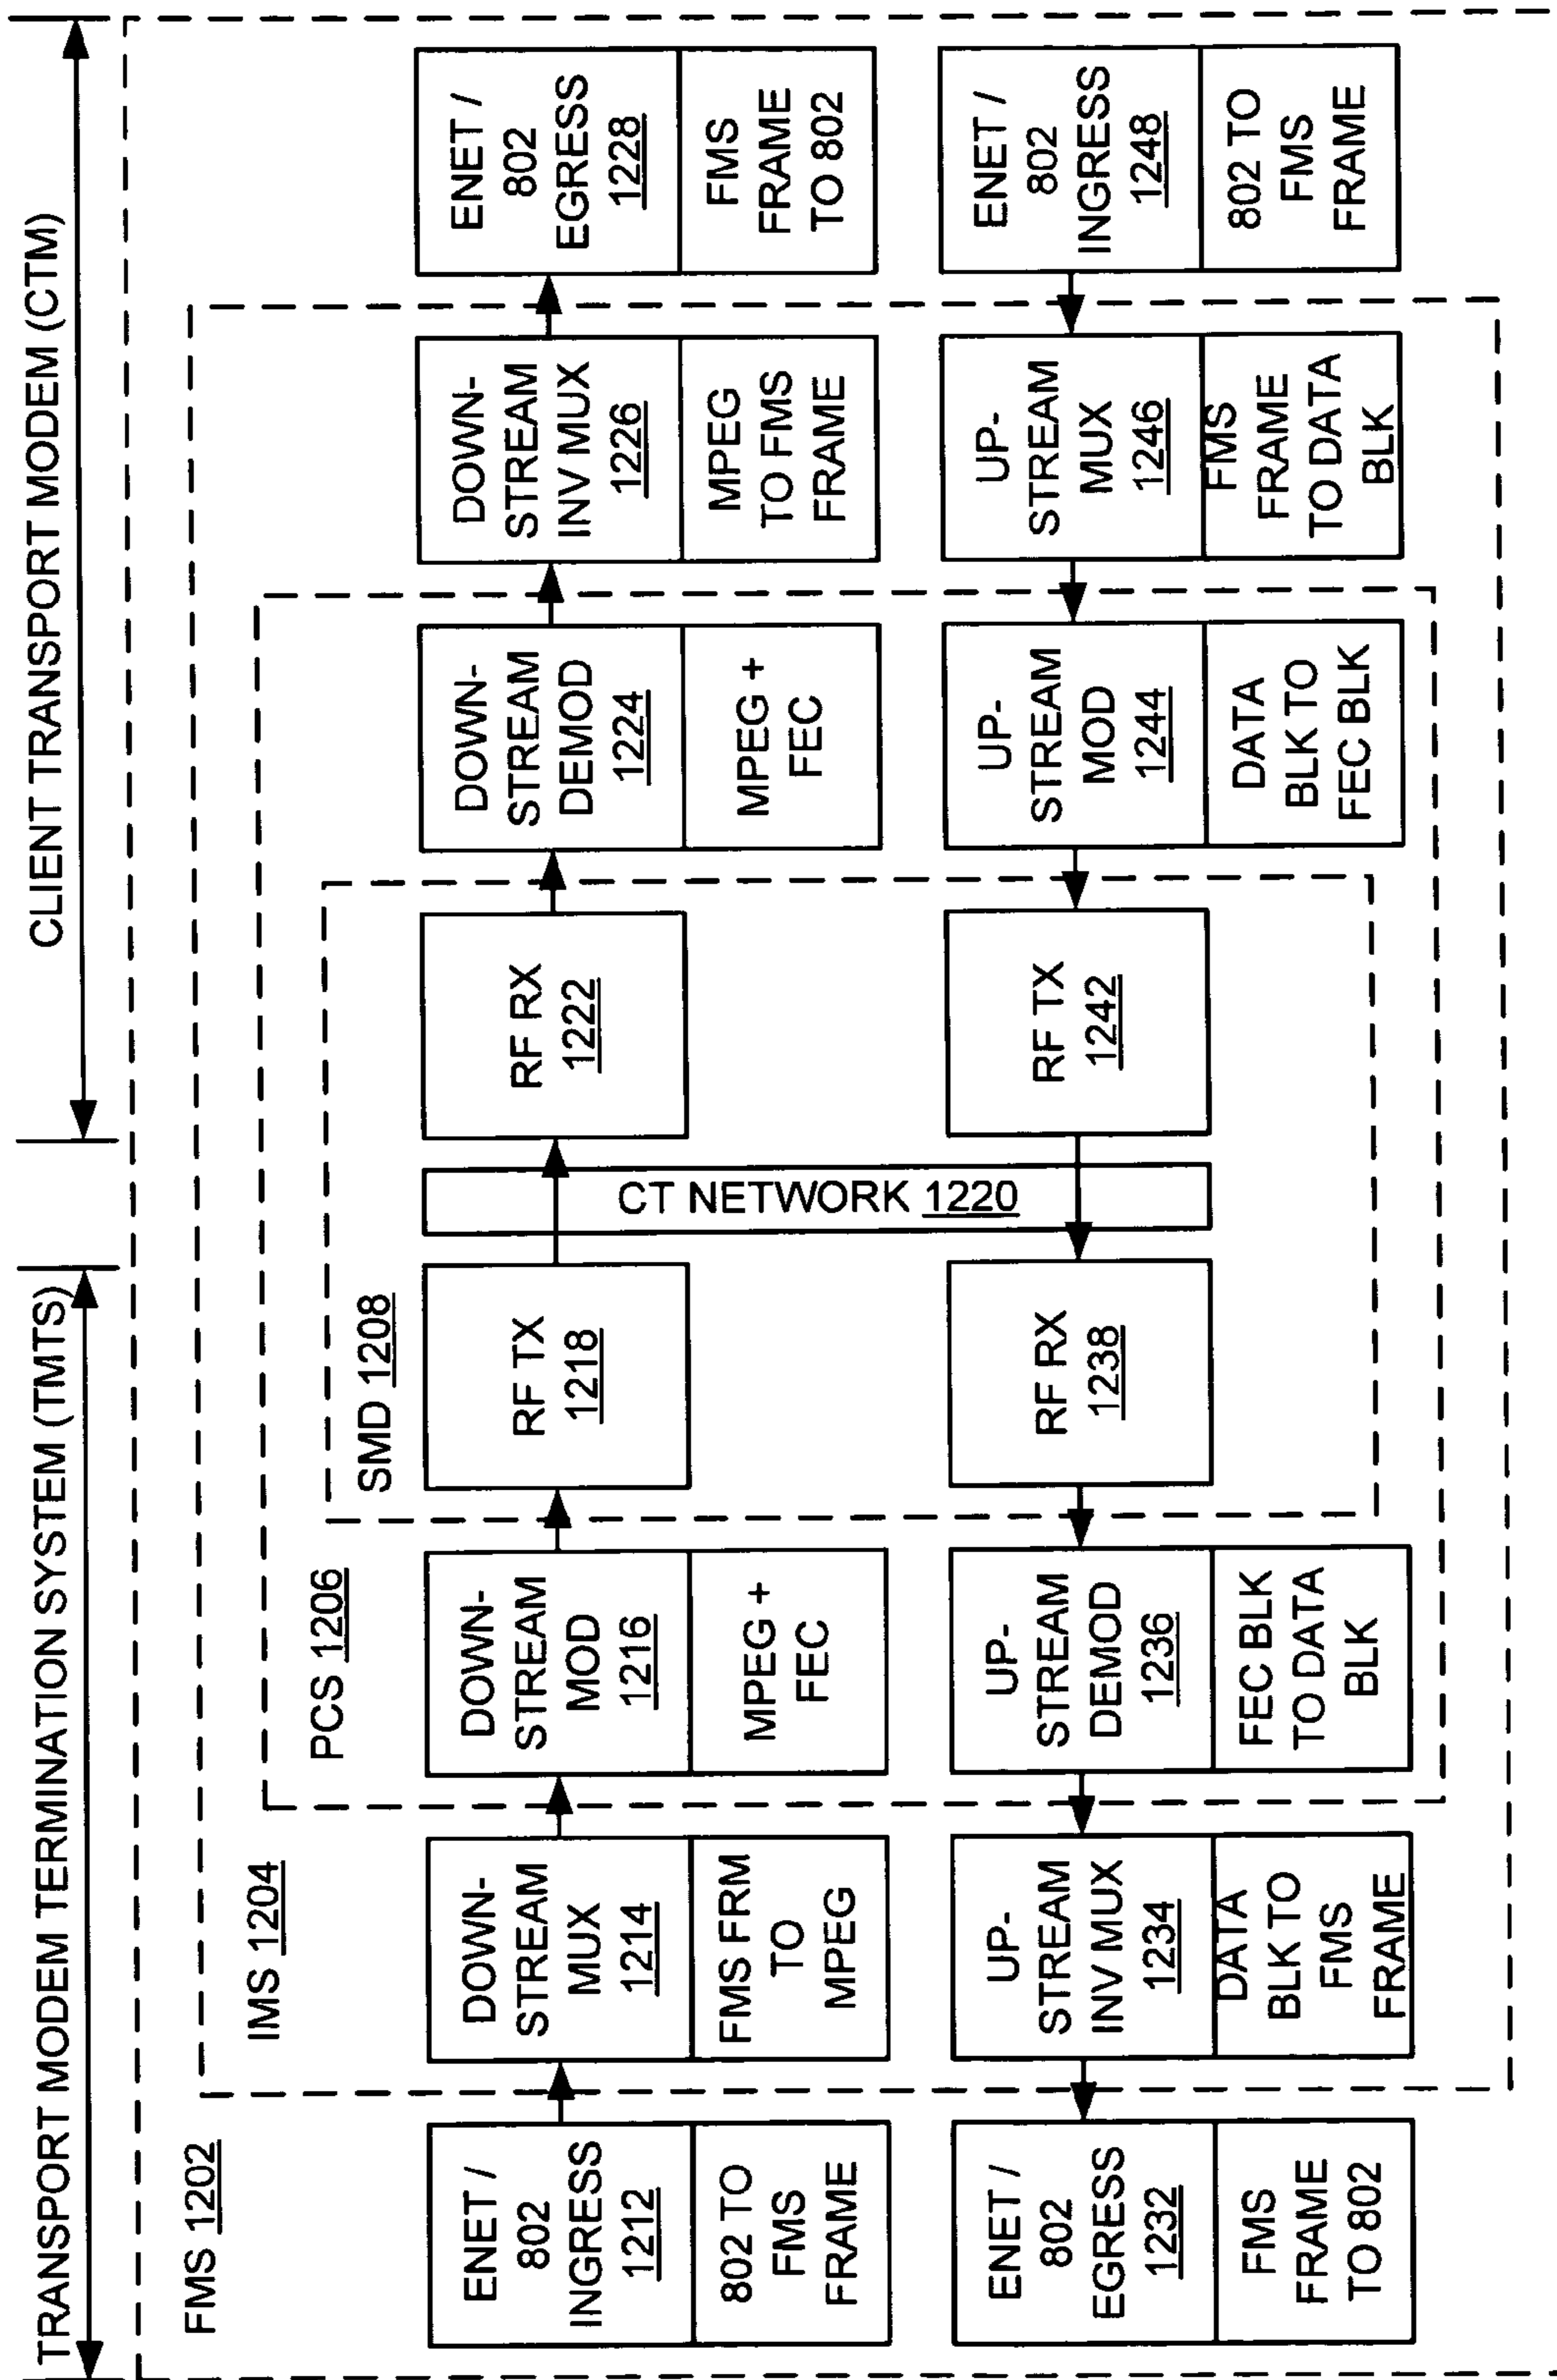 TRANSPORT MODEM TERMINATION SYSTEM (TMTS)
CLIENT TRANSPORT MODEM (CTM)
FMS 1202
IMS 1204
PCS 1206
SMD 1208
ENET /
802
INGRESS
1212
802 TO
FMS
FRAME
DOWN-
STREAM
MUX
1214
FMS FRM
TO
MPEG
DOWN-
STREAM
MOD
1216
MPEG +
FEC
RF TX
1218
CT NETWORK 1220
RF RX
1222
DOWN-
STREAM
DEMOD
1224
MPEG +
FEC
DOWN-
STREAM
INV MUX
1226
MPEG
TO FMS
FRAME
ENET /
802
EGRESS
1228
FMS
FRAME
TO 802
ENET /
802
EGRESS
1232
FMS
FRAME
TO 802
UP-
STREAM
INV MUX
1234
DATA
BLK TO
FMS
FRAME
UP-
STREAM
DEMOD
1236
FEC BLK
TO DATA
BLK
RF RX
1238
RF TX
1242
UP-
STREAM
MOD
1244
DATA
BLK TO
FEC BLK
UP-
STREAM
MUX
1246
FMS
FRAME
TO DATA
BLK
ENET /
802
INGRESS
1248
802 TO
FMS
FRAME